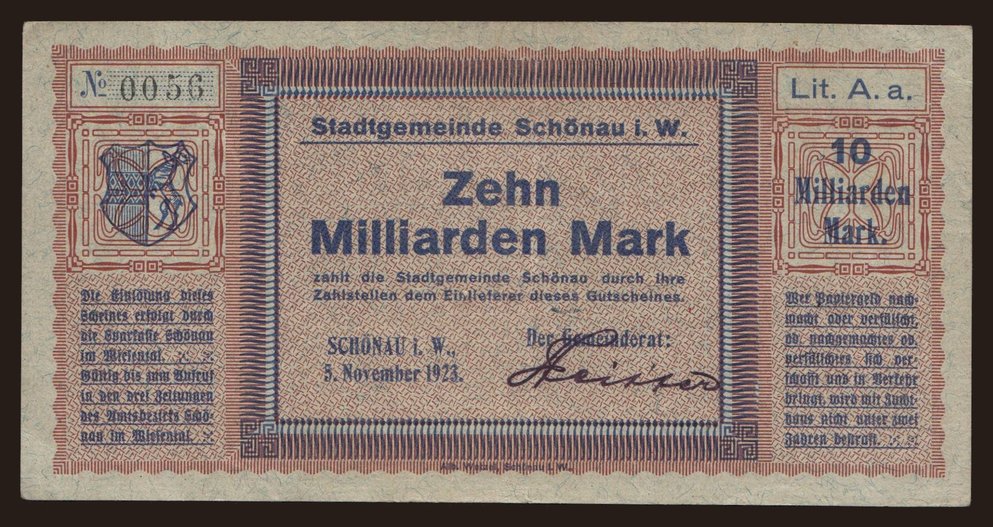 № 0056
Lit. A. a.
Stadtgemeinde Schönau i. W.
Zehn
Milliarden Mark
zahlt die Stadtgemeinde Schönau durch ihre
Zahlstellen dem Einlieferer dieses Gutscheines.
SCHÖNAU i. W.,
5. November 1923.
Der Gemeinderat:
10
Milliarden
Mark.
Die Einlösung dieses
Scheines erfolgt durch
die Sparkasse Schönau
im Wiesental.
Gültig bis zum Aufruf
in den drei Zeitungen
des Amtsbezirks Schö-
nau im Wiesental.
Wer Papiergeld nach-
macht oder verfälscht,
od. nachgemachtes od.
verfälschtes sich ver-
schafft und in Verkehr
bringt, wird mit Zucht-
haus nicht unter zwei
Jahren bestraft.
Alb. Wetzel, Schönau i. W.